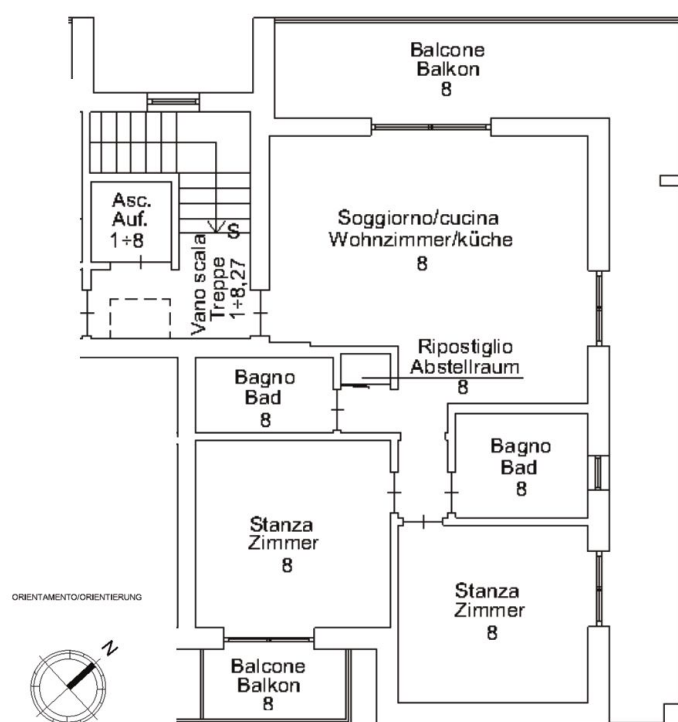 Balcone
Balkon
8
Asc.
Auf.
1÷8
Soggiorno/cucina
Wohnzimmer/küche
8
S
Vano scala
Treppe
1÷8,27
Ripostiglio
Abstellraum
8
Bagno
Bad
8
Bagno
Bad
8
Stanza
Zimmer
8
Stanza
Zimmer
8
ORIENTAMENTO/ORIENTIERUNG
N
Balcone
Balkon
8